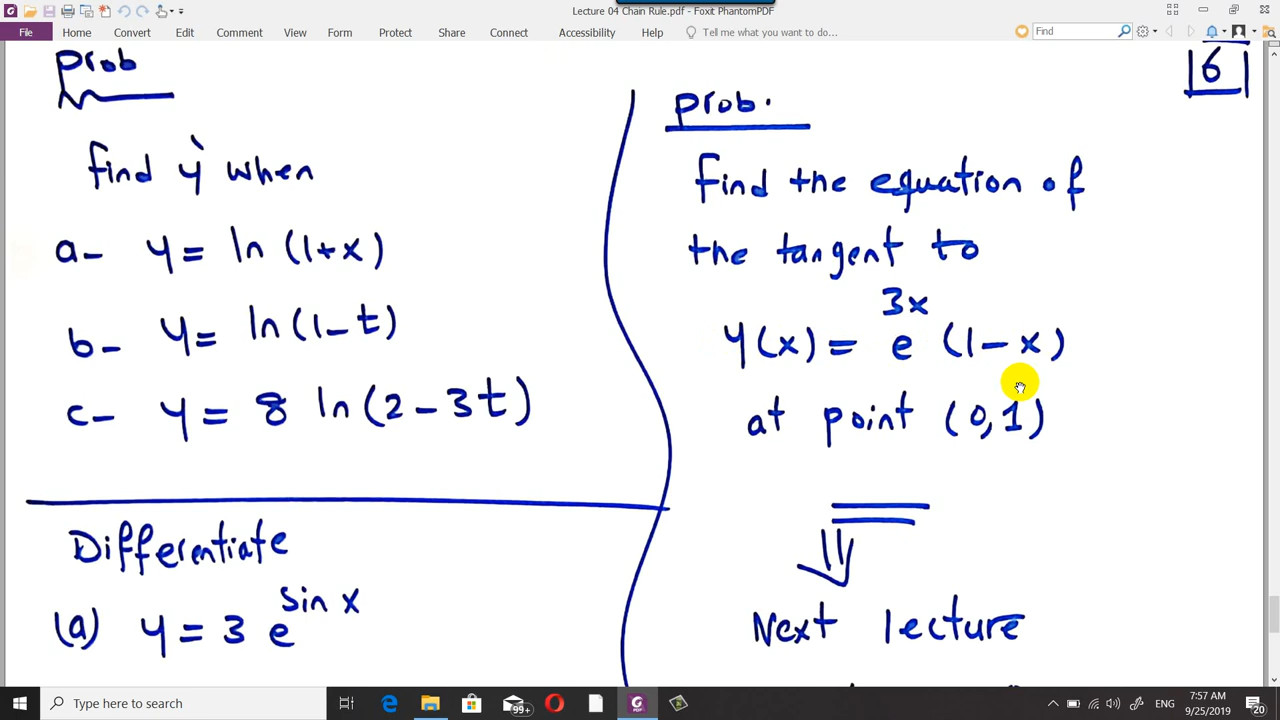 Lecture 04 Chain Rule.pdf - Foxit PhantomPDF
File Home Convert Edit Comment View Form Protect Share Connect Accessibility Help Tell me what you want to do... Find
prob
find y' when
a- y = ln (1+x)
b- y = ln(1-t)
c- y = 8 ln(2-3t)
Differentiate
(a) y = 3 e^sin x
6
prob.
find the equation of
the tangent to
y(x) = e^3x (1-x)
at point (0,1)
Next lecture
Type here to search
99+
ENG
7:57 AM
9/25/2019
20